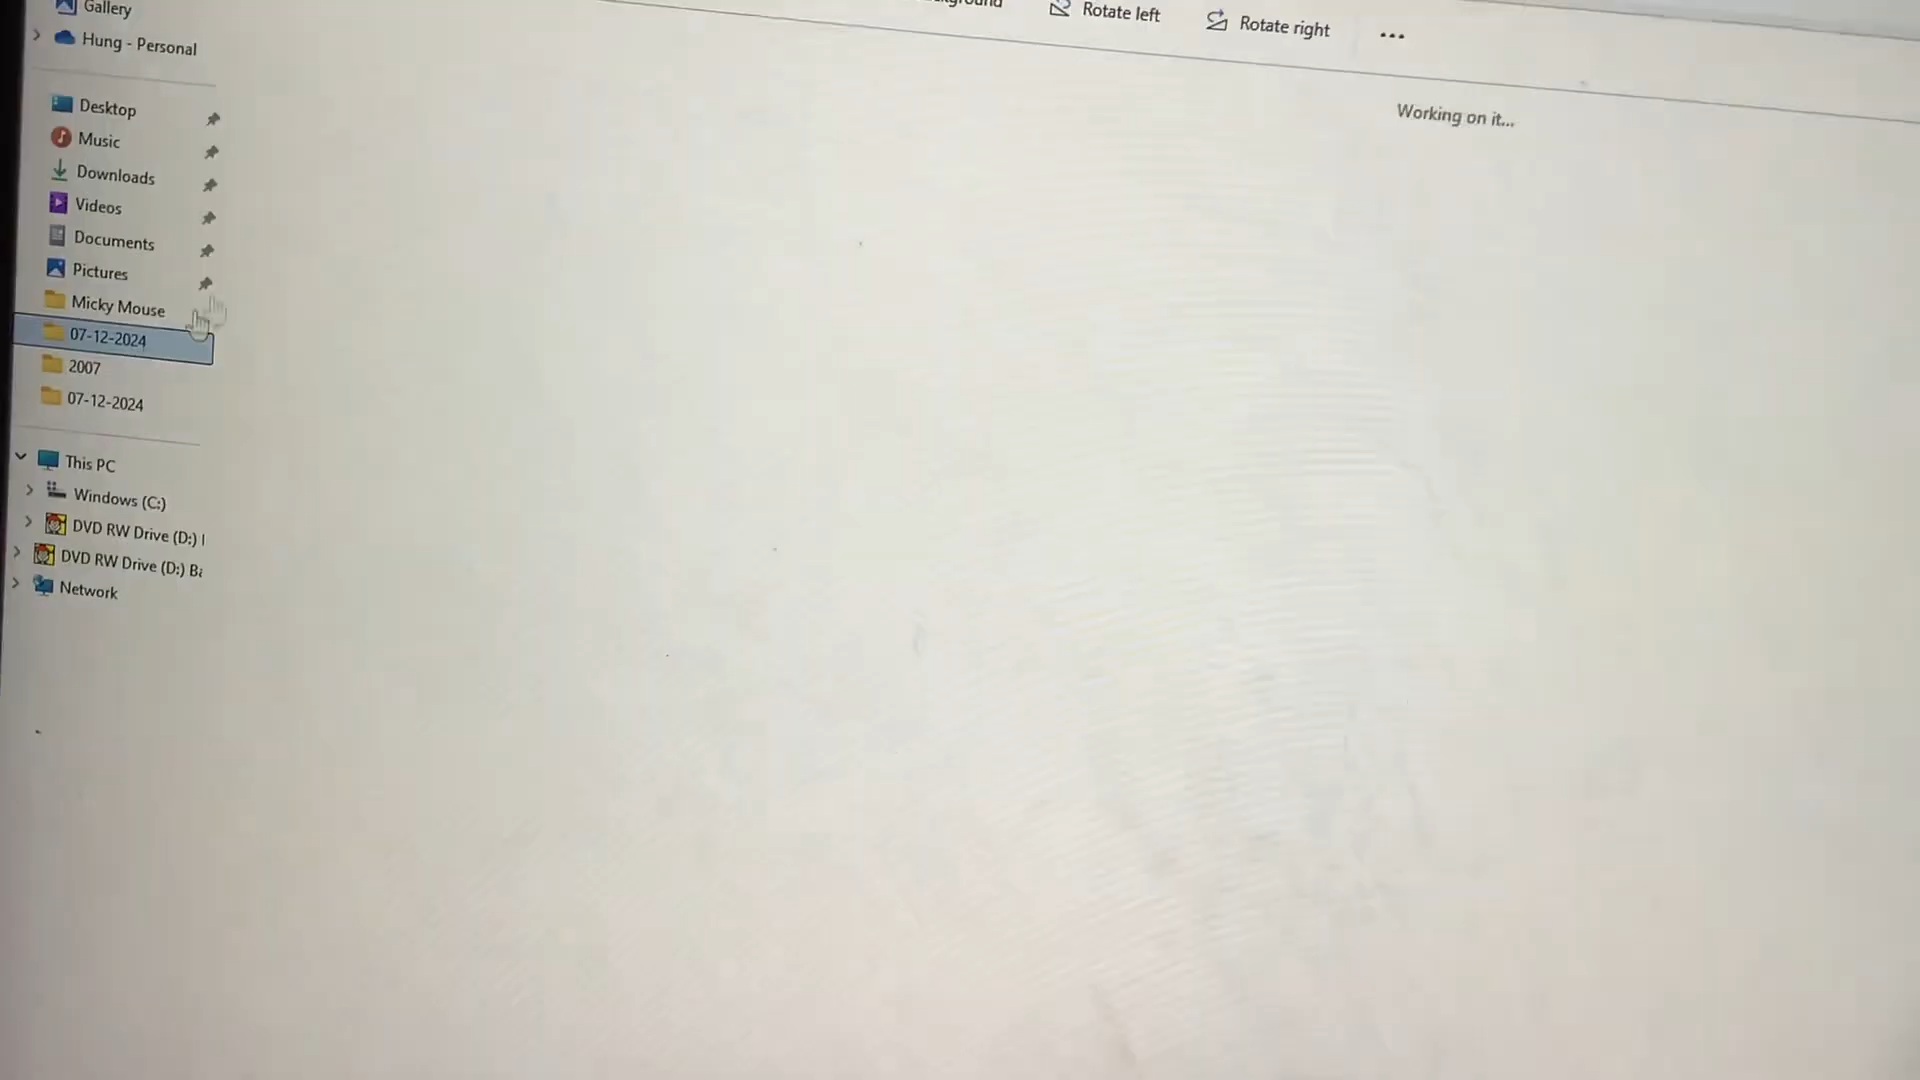 Gallery
Rotate left
Rotate right
Hung - Personal
Working on it...
Desktop
Music
Downloads
Videos
Documents
Pictures
Micky Mouse
07-12-2024
2007
07-12-2024
This PC
Windows (C:)
DVD RW Drive (D:)
DVD RW Drive (D:) Ba
Network